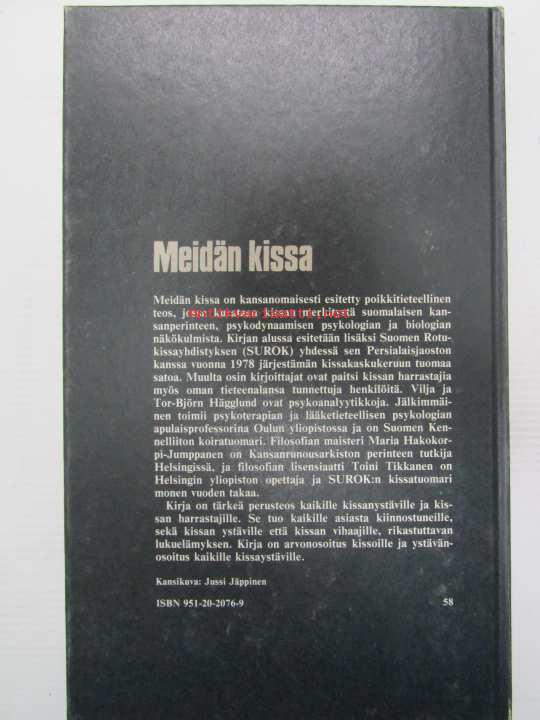 Meidän kissa
Meidän kissa on kansanomaisesti esitetty poikkitieteellinen
teos, jossa kuvataan kissan merkitystä suomalaisen kan-
sanperinteen, psykodynaamisen psykologian ja biologian
näkökulmista. Kirjan alussa esitetään lisäksi Suomen Rotu-
kissayhdistyksen (SUROK) yhdessä sen Persialaisjaoston
kanssa vuonna 1978 järjestämän kissakaskukeruun tuomaa
satoa. Muulta osin kirjoittajat ovat paitsi kissan harrastajia
myös oman tieteenalansa tunnettuja henkilöitä. Vilja ja
Tor-Björn Hägglund ovat psykoanalyytikkoja. Jälkimmäi-
nen toimii psykoterapian ja lääketieteellisen psykologian
apulaisprofessorina Oulun yliopistossa ja on Suomen Ken-
nelliiton koiratuomari. Filosofian maisteri Maria Hakokor-
pi-Jumppanen on Kansanrunousarkiston perinteen tutkija
Helsingissä, ja filosofian lisensiaatti Toini Tikkanen on
Helsingin yliopiston opettaja ja SUROK:n kissatuomari
monen vuoden takaa.
Kirja on tärkeä perusteos kaikille kissanystäville ja kis-
san harrastajille. Se tuo kaikille asiasta kiinnostuneille,
sekä kissan ystäville että kissan vihaajille, rikastuttavan
lukuelämyksen. Kirja on arvonosoitus kissoille ja ystävän-
osoitus kaikille kissaystäville.
Kansikuva: Jussi Jäppinen
ISBN 951-20-2076-9 58